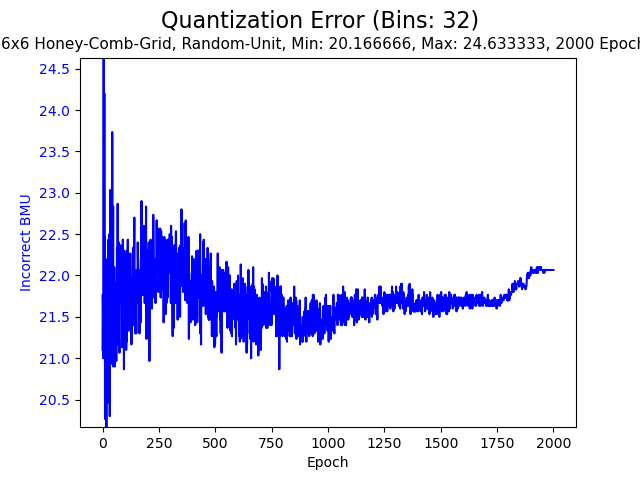 Quantization Error (Bins: 32)
6x6 Honey-Comb-Grid, Random-Unit, Min: 20.166666, Max: 24.633333, 2000 Epoch
24.5
24.0
23.5
23.0
22.5
22.0
21.5
21.0
20.5
Incorrect BMU
0 250 500 750 1000 1250 1500 1750 2000
Epoch